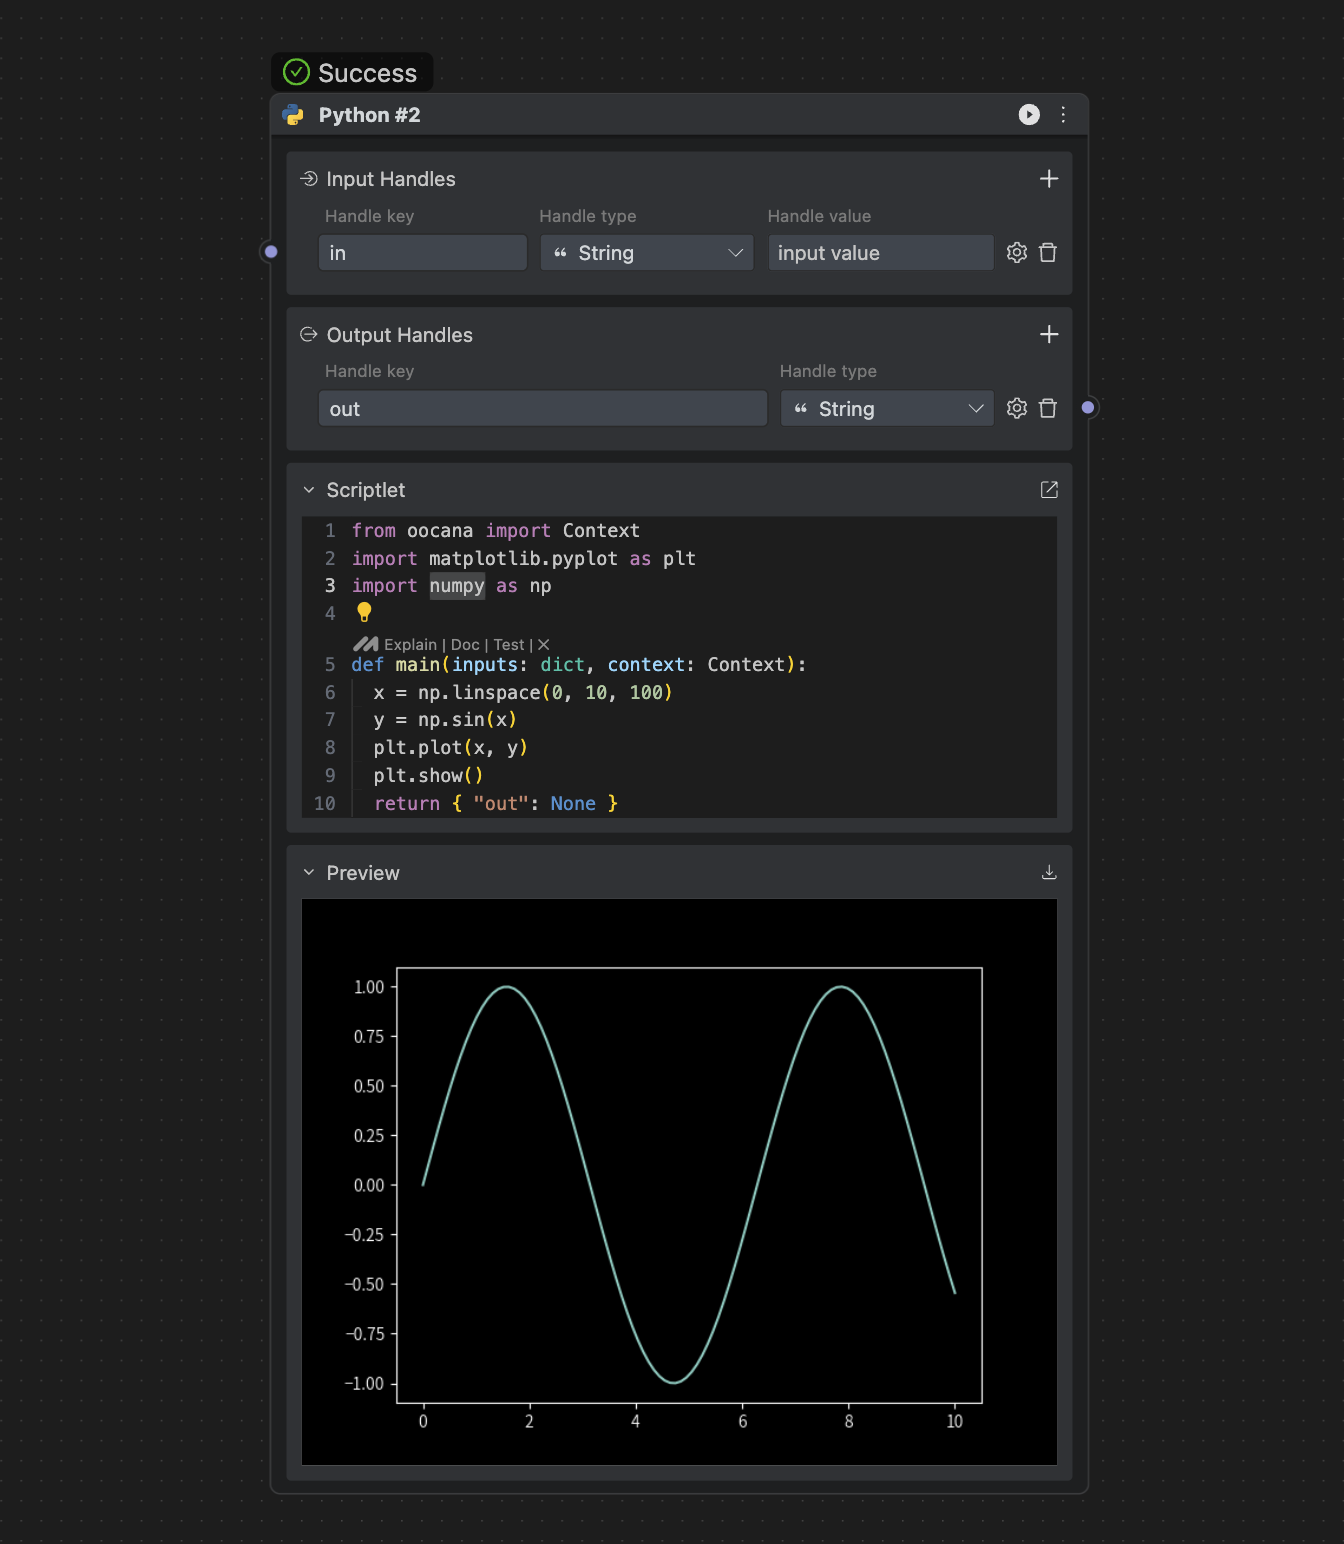 Success
Python #2
Input Handles
Handle key Handle type Handle value
in “ String input value
Output Handles
Handle key Handle type
out “ String
Scriptlet
1 from oocana import Context
2 import matplotlib.pyplot as plt
3 import numpy as np
4
Explain | Doc | Test | X
5 def main(inputs: dict, context: Context):
6 x = np.linspace(0, 10, 100)
7 y = np.sin(x)
8 plt.plot(x, y)
9 plt.show()
10 return { "out": None }
Preview
1.00
0.75
0.50
0.25
0.00
−0.25
−0.50
−0.75
−1.00
0 2 4 6 8 10